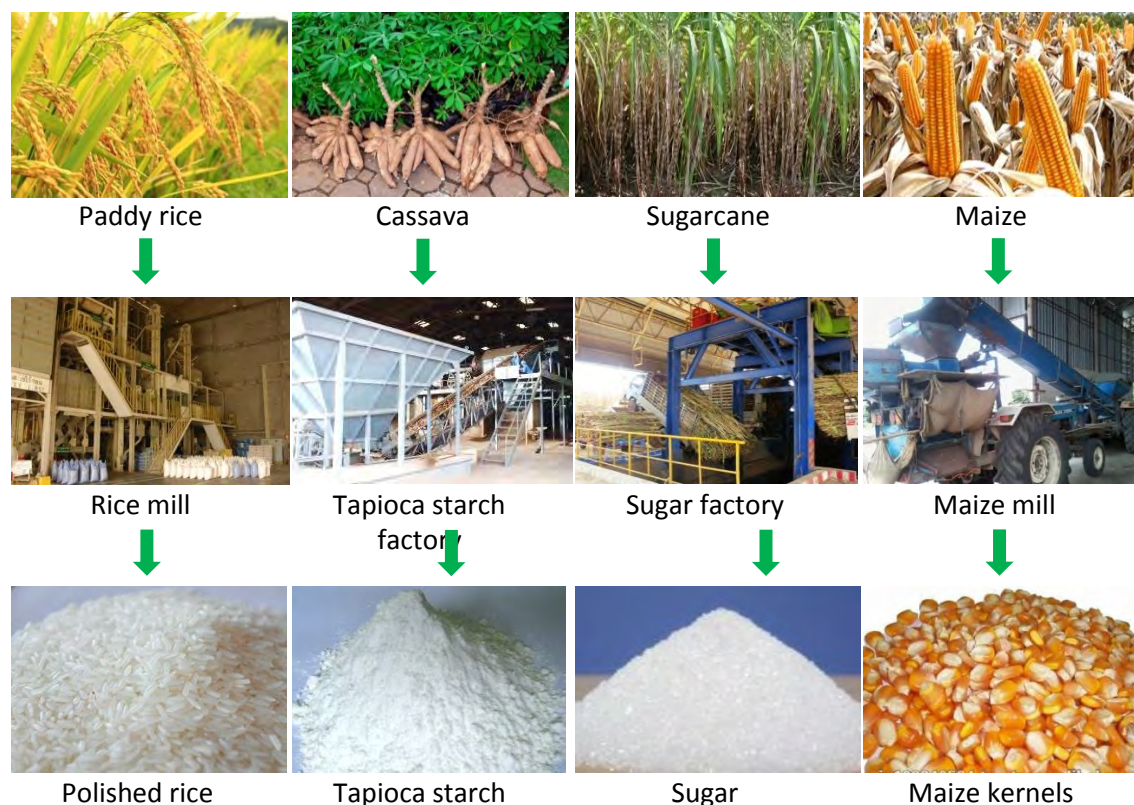 Paddy rice
Cassava
Sugarcane
Maize
Rice mill
Tapioca starch
factory
Sugar factory
Maize mill
Polished rice
Tapioca starch
Sugar
Maize kernels